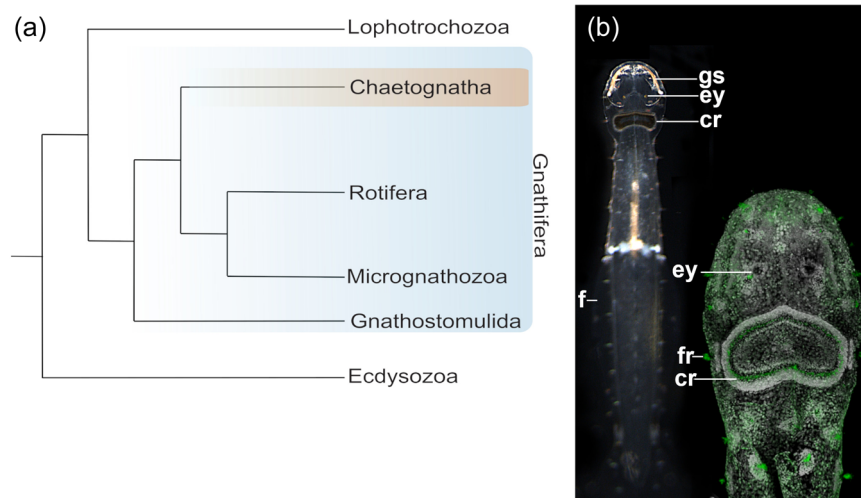 (a)
Lophotrochozoa
Chaetognatha
Rotifera
Micrognathozoa
Gnathostomulida
Ecdysozoa
Gnathifera
(b)
gs
ey
cr
f
ey
fr
cr